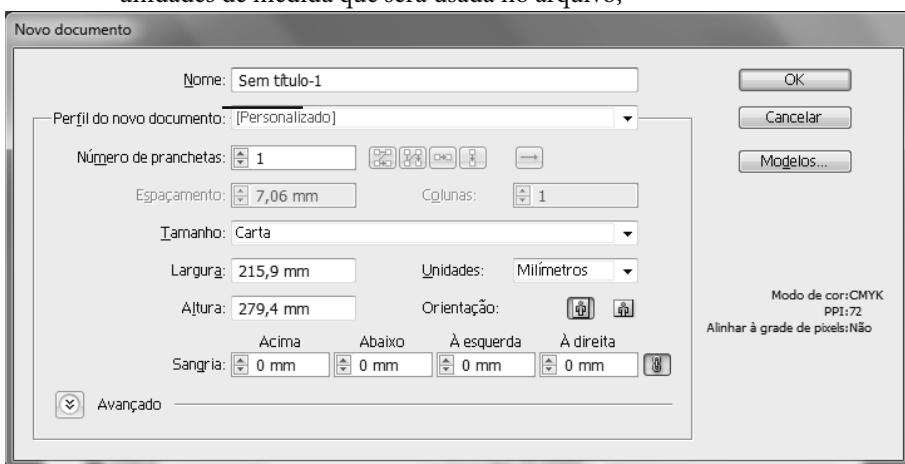 unidades de medida que será usada no arquivo;
Novo documento
Nome: Sem título-1
OK
Perfil do novo documento: [Personalizado]
Cancelar
Número de pranchetas: 1
Modelos...
Espaçamento: 7,06 mm Colunas: 1
Tamanho: Carta
Largura: 215,9 mm Unidades: Milímetros
Altura: 279,4 mm Orientação:
Modo de cor:CMYK
PPI:72
Alinhar à grade de pixels:Não
Acima Abaixo À esquerda À direita
Sangria: 0 mm 0 mm 0 mm 0 mm
Avançado